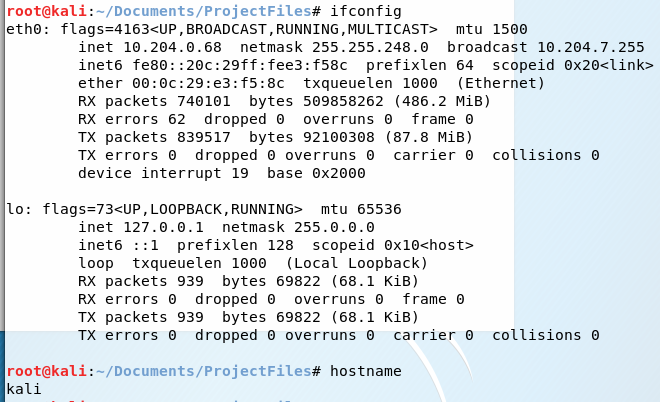 root@kali:~/Documents/ProjectFiles# ifconfig
eth0: flags=4163<UP,BROADCAST,RUNNING,MULTICAST>  mtu 1500
        inet 10.204.0.68  netmask 255.255.248.0  broadcast 10.204.7.255
        inet6 fe80::20c:29ff:fee3:f58c  prefixlen 64  scopeid 0x20<link>
        ether 00:0c:29:e3:f5:8c  txqueuelen 1000  (Ethernet)
        RX packets 740101  bytes 509858262 (486.2 MiB)
        RX errors 62  dropped 0  overruns 0  frame 0
        TX packets 839517  bytes 92100308 (87.8 MiB)
        TX errors 0  dropped 0 overruns 0  carrier 0  collisions 0
        device interrupt 19  base 0x2000

lo: flags=73<UP,LOOPBACK,RUNNING>  mtu 65536
        inet 127.0.0.1  netmask 255.0.0.0
        inet6 ::1  prefixlen 128  scopeid 0x10<host>
        loop  txqueuelen 1000  (Local Loopback)
        RX packets 939  bytes 69822 (68.1 KiB)
        RX errors 0  dropped 0  overruns 0  frame 0
        TX packets 939  bytes 69822 (68.1 KiB)
        TX errors 0  dropped 0 overruns 0  carrier 0  collisions 0

root@kali:~/Documents/ProjectFiles# hostname
kali